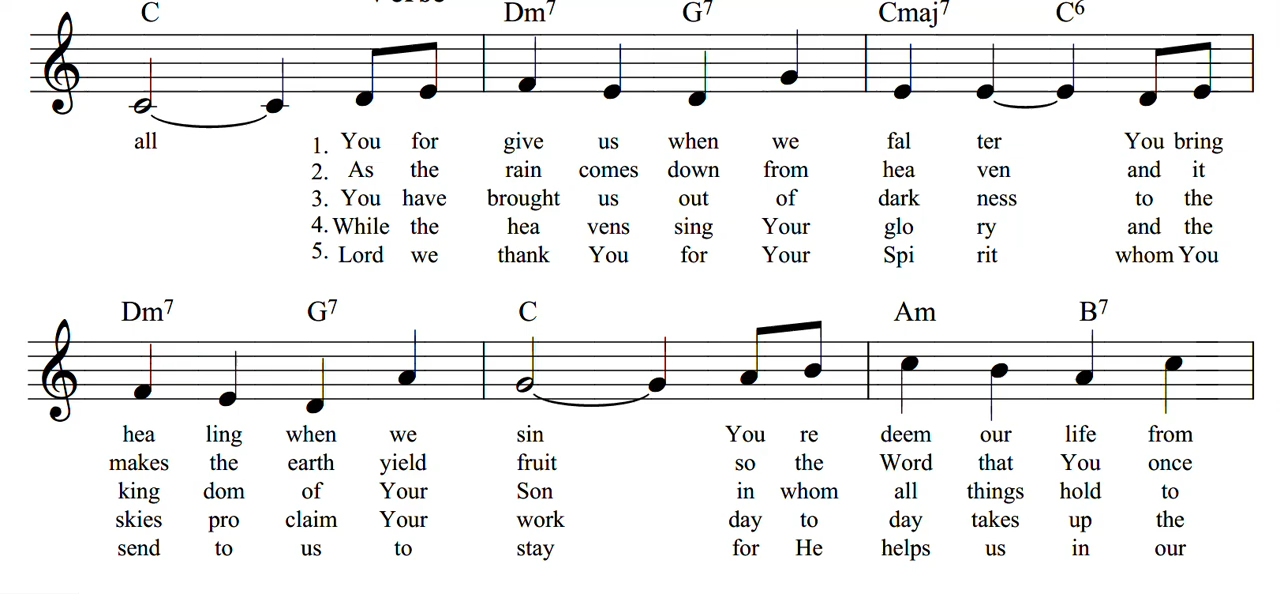 C Dm7 G7 Cmaj7 C6
all 1. You for give us when we fal ter You bring
2. As the rain comes down from hea ven and it
3. You have brought us out of dark ness to the
4. While the hea vens sing Your glo ry and the
5. Lord we thank You for Your Spi rit whom You
Dm7 G7 C Am B7
hea ling when we sin You re deem our life from
makes the earth yield fruit so the Word that You once
king dom of Your Son in whom all things hold to
skies pro claim Your work day to day takes up the
send to us to stay for He helps us in our